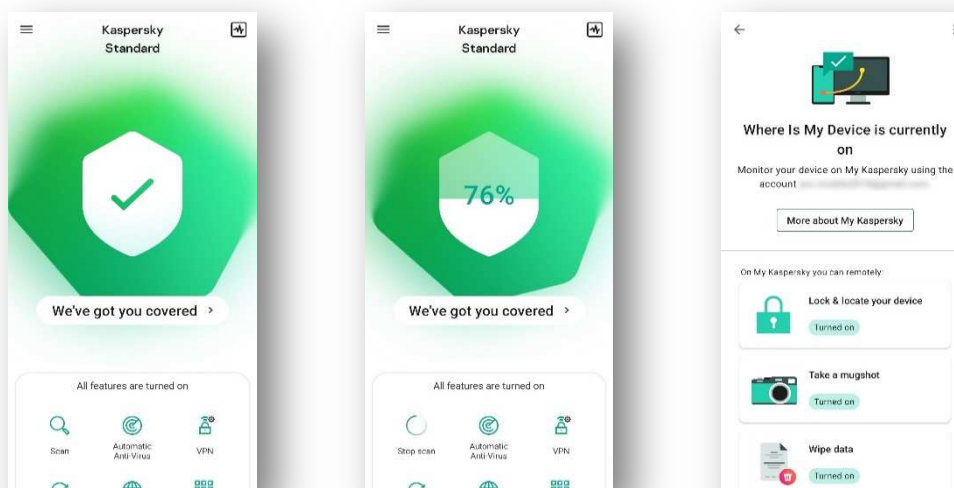 Kaspersky
Standard
We've got you covered
All features are turned on
Scan
Automatic
Anti-Virus
VPN
Kaspersky
Standard
76%
We've got you covered
All features are turned on
Stop scan
Automatic
Anti-Virus
VPN
Where Is My Device is currently
on
Monitor your device on My Kaspersky using the
account
More about My Kaspersky
On My Kaspersky you can remotely:
Lock & locate your device
Turned on
Take a mugshot
Turned on
Wipe data
Turned on